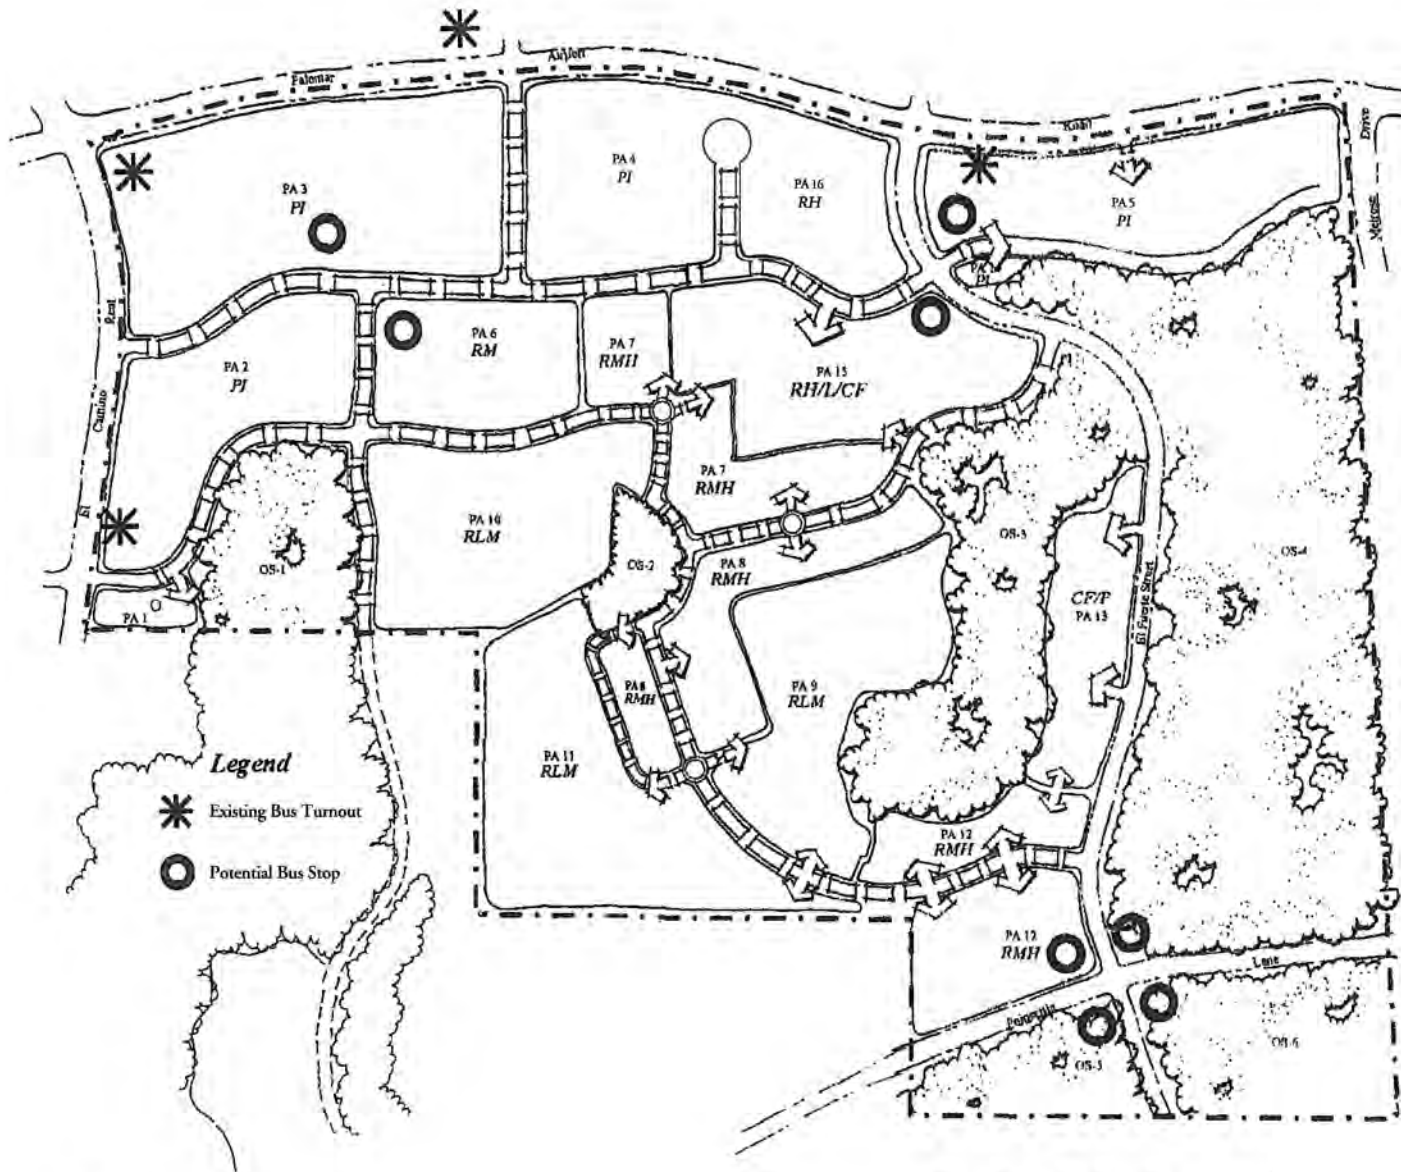 Palomar
Airport
Road
Drive
Melrose
PA 3
PI
PA 4
PI
PA 16
RH
PA 5
PI
PI
Real
Camino
El
PA 2
PI
PA 6
RM
PA 7
RMH
PA 15
RH/L/CF
PA 7
RMH
RLM
OS-1
OS-2
PA 8
RMH
OS-3
OS-4
CF/P
PA 13
El Fuerte Street
PA 1
PA 8
RMH
PA 9
RLM
PA 11
RLM
Legend
Existing Bus Turnout
Potential Bus Stop
PA 12
RMH
PA 12
RMH
Lane
Poinsettia
OS-5
OS-6